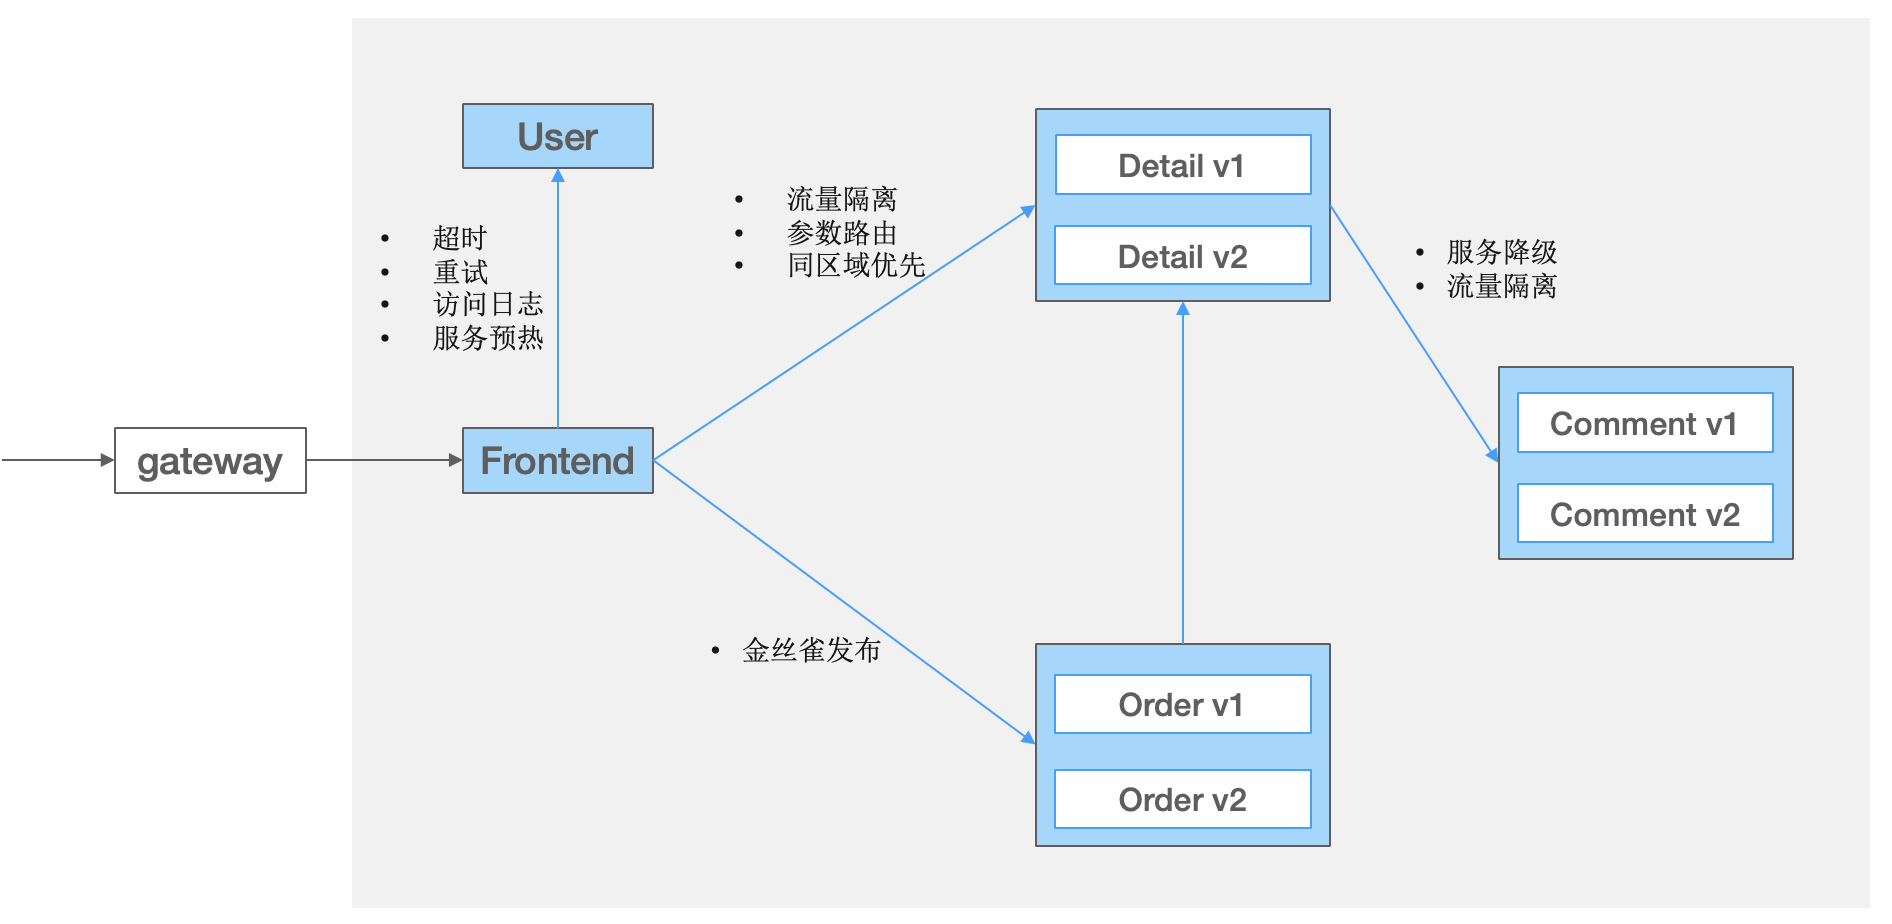 User
• 超时
• 重试
• 访问日志
• 服务预热
gateway
Frontend
• 流量隔离
• 参数路由
• 同区域优先
• 金丝雀发布
Detail v1
Detail v2
• 服务降级
• 流量隔离
Comment v1
Comment v2
Order v1
Order v2